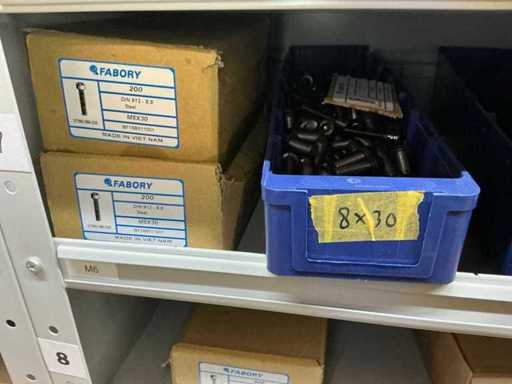 FABORY
200
DIN 912 - 8.8
Steel
M8X30
MADE IN VIET NAM
FABORY
200
DIN 912 - 8.8
Steel
M8X30
MADE IN VIET NAM
8x30
M6
8
FABORY